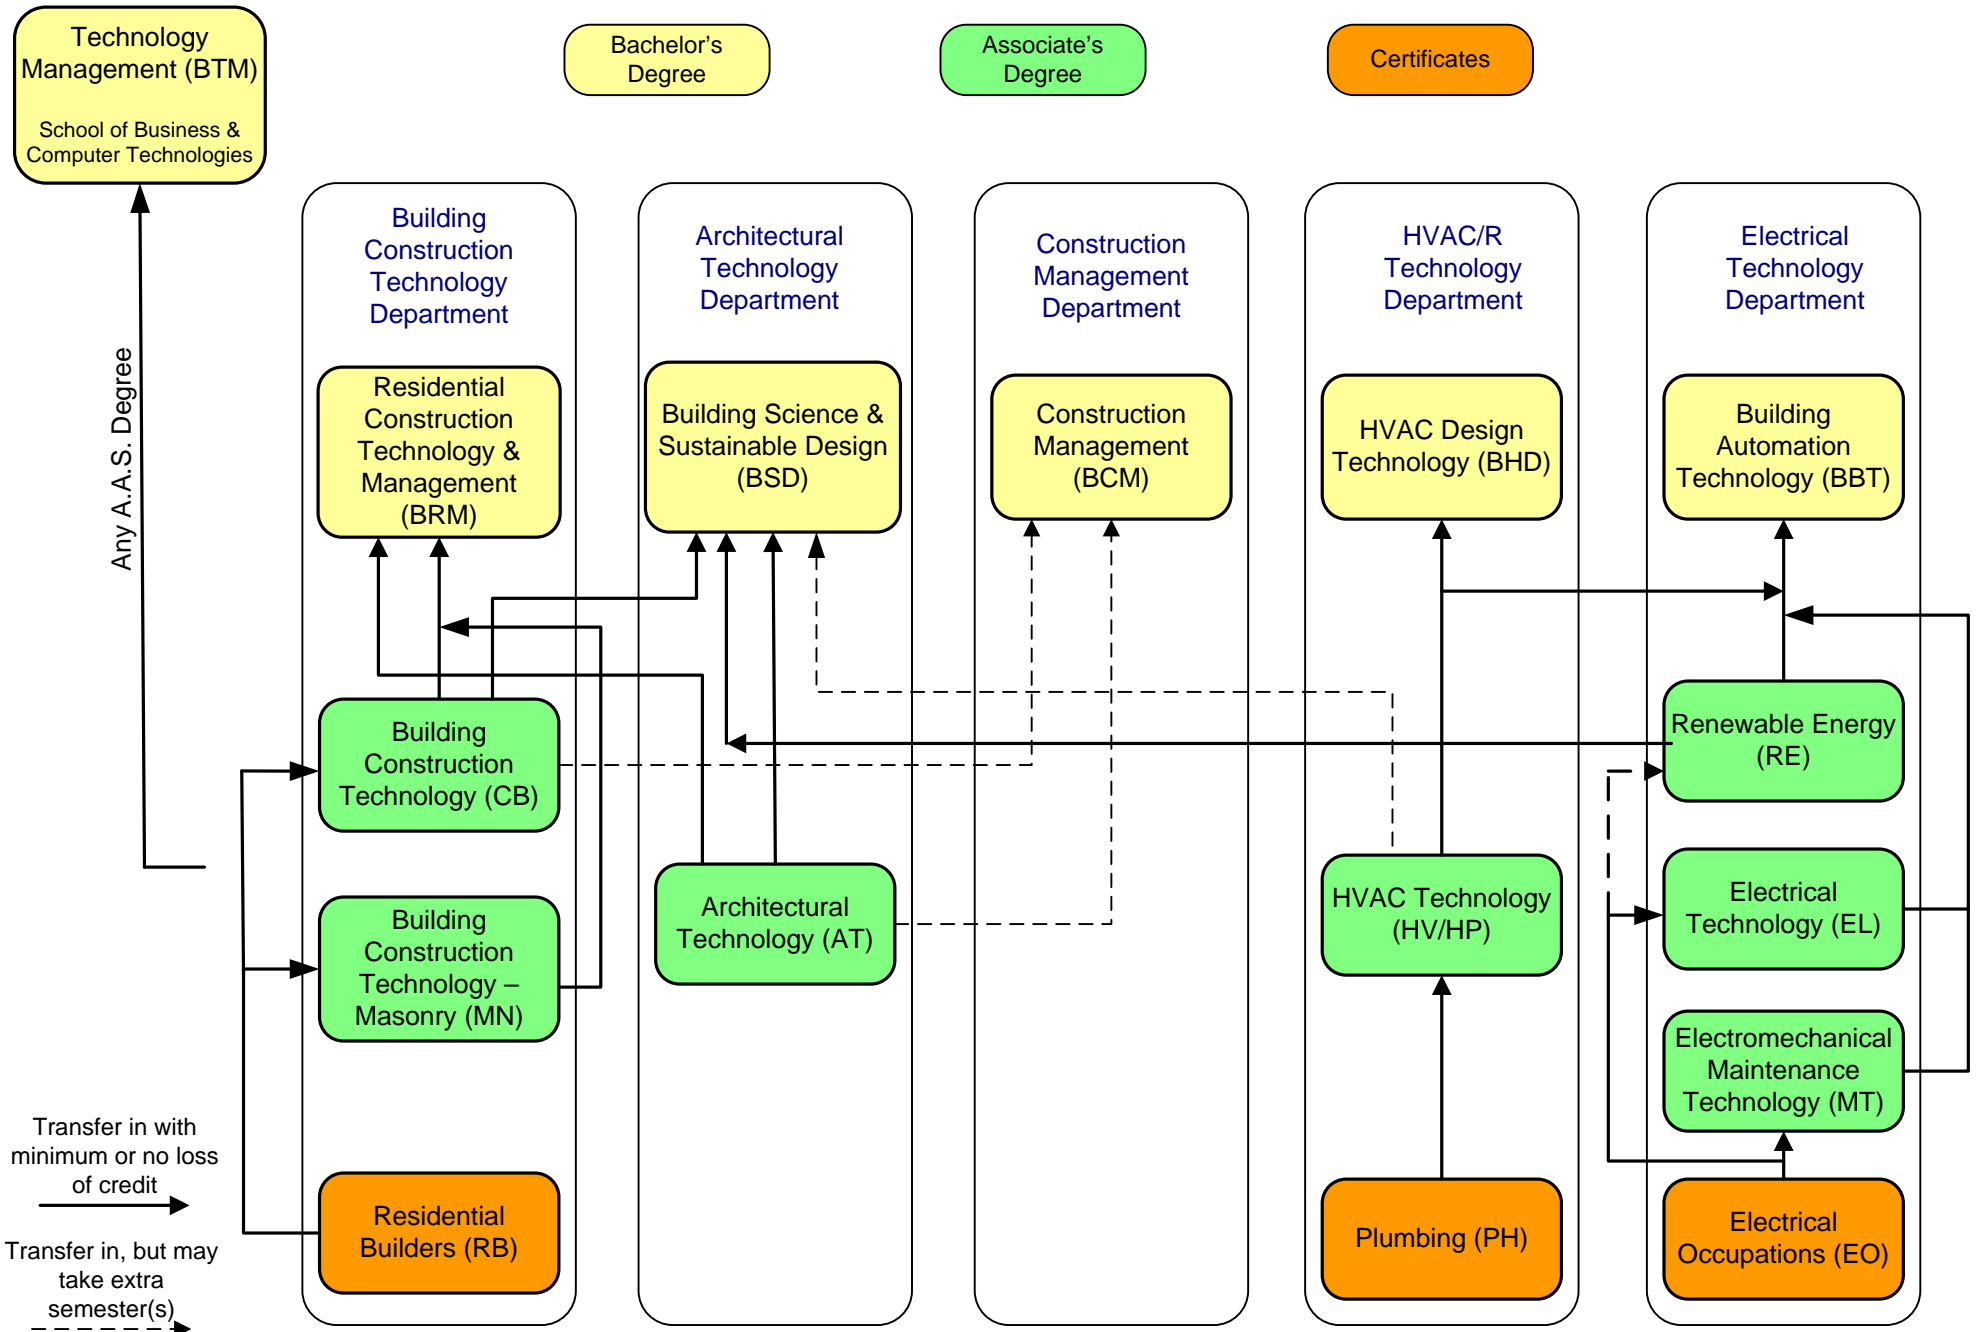 Technology
Management (BTM)
School of Business &
Computer Technologies
Bachelor's
Degree
Associate's
Degree
Certificates
Any A.A.S. Degree
Building
Construction
Technology
Department
Architectural
Technology
Department
Construction
Management
Department
HVAC/R
Technology
Department
Electrical
Technology
Department
Residential
Construction
Technology &
Management
(BRM)
Building Science &
Sustainable Design
(BSD)
Construction
Management
(BCM)
HVAC Design
Technology (BHD)
Building
Automation
Technology (BBT)
Building
Construction
Technology (CB)
Renewable Energy
(RE)
Building
Construction
Technology –
Masonry (MN)
Architectural
Technology (AT)
HVAC Technology
(HV/HP)
Electrical
Technology (EL)
Electromechanical
Maintenance
Technology (MT)
Residential
Builders (RB)
Plumbing (PH)
Electrical
Occupations (EO)
Transfer in with
minimum or no loss
of credit
Transfer in, but may
take extra
semester(s)